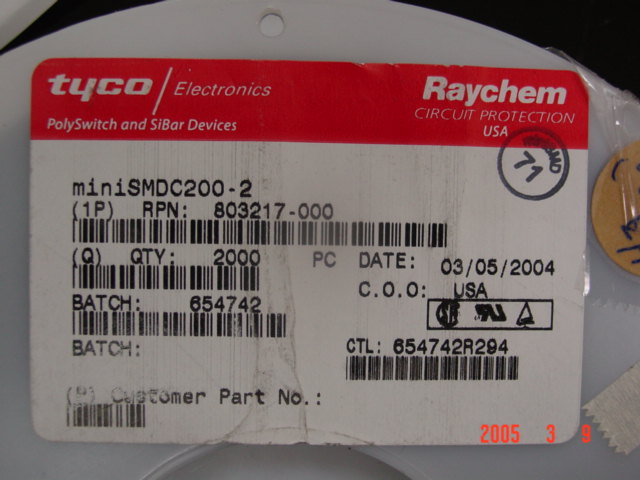 tyco / Electronics
Raychem
CIRCUIT PROTECTION
USA
PolySwitch and SiBar Devices
miniSMDC200-2
(1P) RPN: 803217-000
(Q) QTY: 2000 PC DATE: 03/05/2004
C.O.O: USA
BATCH: 654742
BATCH:
CTL: 654742R294
(P) Customer Part No.:
2005 3 9